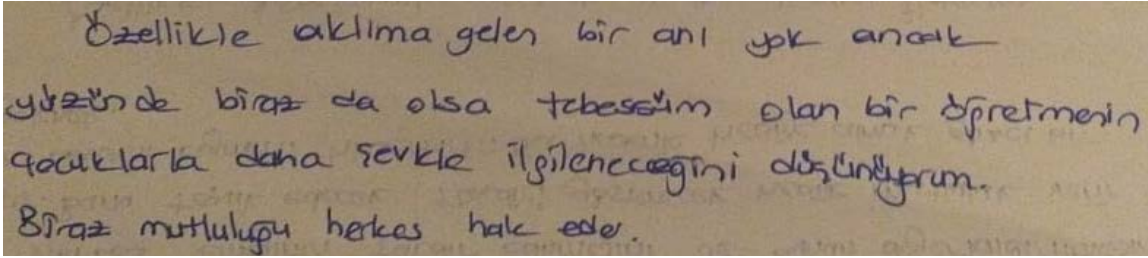 Özellikle aklıma gelen bir anı yok ancak
yüzünde biraz da olsa tebessüm olan bir öğretmenin
çocuklarla daha şevkle ilgileneceğini düşünüyorum.
Biraz mutluluğu herkes hak eder.